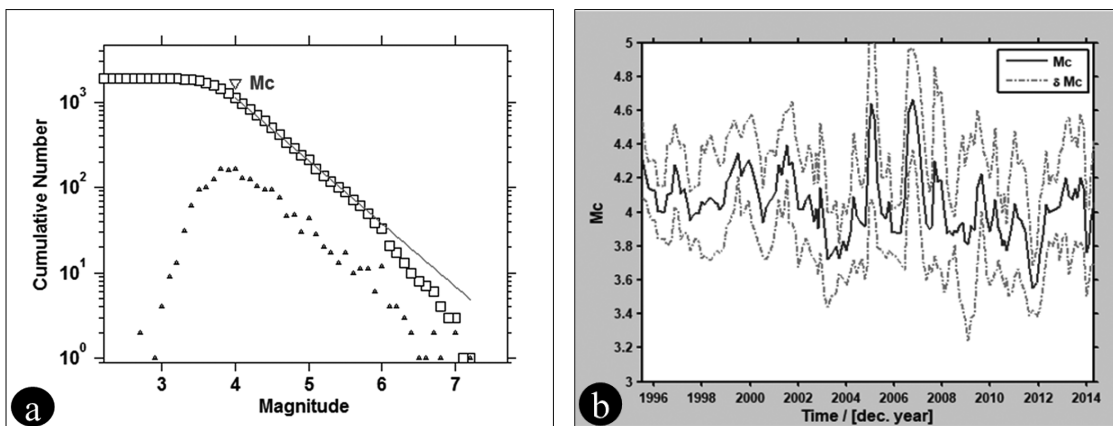 Cumulative Number
10³
10²
10¹
10⁰
Mc
3 4 5 6 7
Magnitude
a
Mc
5
4.8
4.6
4.4
4.2
4
3.8
3.6
3.4
3.2
3
Mc
δ Mc
1996 1998 2000 2002 2004 2006 2008 2010 2012 2014
Time / [dec. year]
b